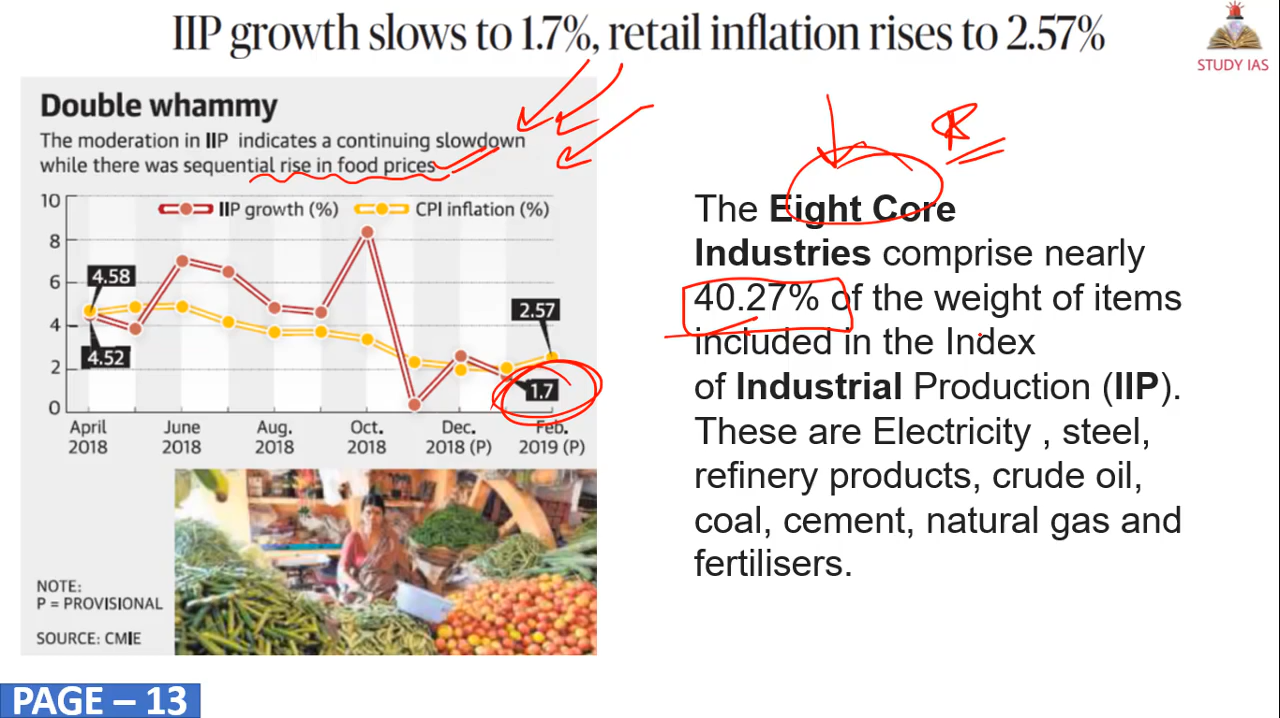 IIP growth slows to 1.7%, retail inflation rises to 2.57%
STUDY IAS
Double whammy
The moderation in IIP indicates a continuing slowdown
while there was sequential rise in food prices
10
8
6
4
2
0
IIP growth (%)
CPI inflation (%)
4.58
4.52
2.57
1.7
April
2018
June
2018
Aug.
2018
Oct.
2018
Dec.
2018 (P)
Feb.
2019 (P)
NOTE:
P = PROVISIONAL
SOURCE: CMIE
The Eight Core
Industries comprise nearly
40.27% of the weight of items
included in the Index
of Industrial Production (IIP).
These are Electricity , steel,
refinery products, crude oil,
coal, cement, natural gas and
fertilisers.
PAGE – 13